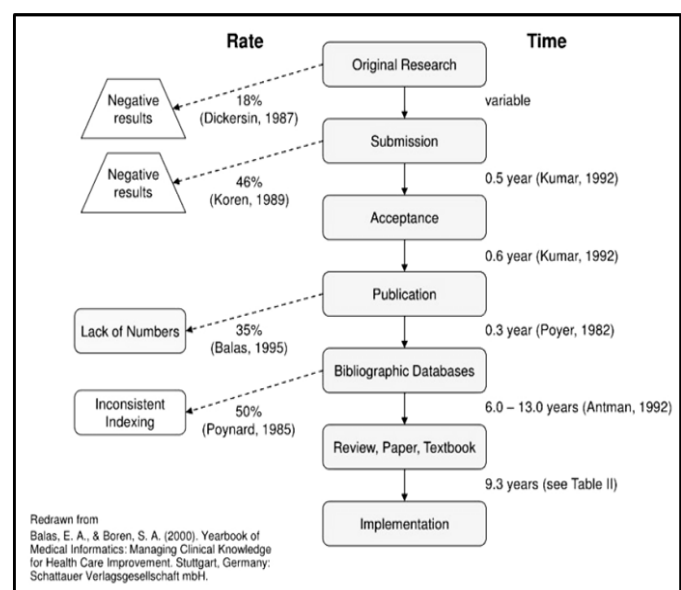 Rate
Time
Original Research
Negative
results
18%
(Dickersin, 1987)
variable
Submission
Negative
results
46%
(Koren, 1989)
0.5 year (Kumar, 1992)
Acceptance
0.6 year (Kumar, 1992)
Publication
Lack of Numbers
35%
(Balas, 1995)
0.3 year (Poyer, 1982)
Bibliographic Databases
Inconsistent
Indexing
50%
(Poynard, 1985)
6.0 – 13.0 years (Antman, 1992)
Review, Paper, Textbook
9.3 years (see Table II)
Implementation
Redrawn from
Balas, E. A., & Boren, S. A. (2000). Yearbook of
Medical Informatics: Managing Clinical Knowledge
for Health Care Improvement. Stuttgart, Germany:
Schattauer Verlagsgesellschaft mbH.